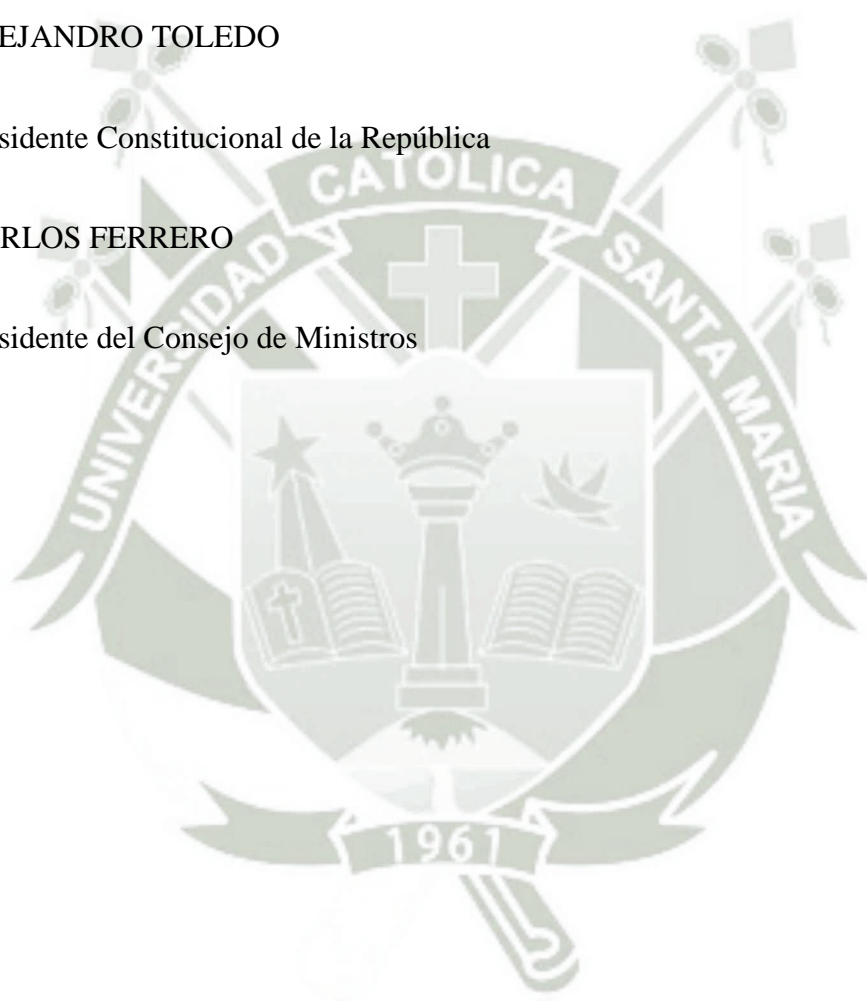 EJANDRO TOLEDO
sidente Constitucional de la República
RLOS FERRERO
sidente del Consejo de Ministros
UNIVERSIDAD CATOLICA SANTA MARIA
1961